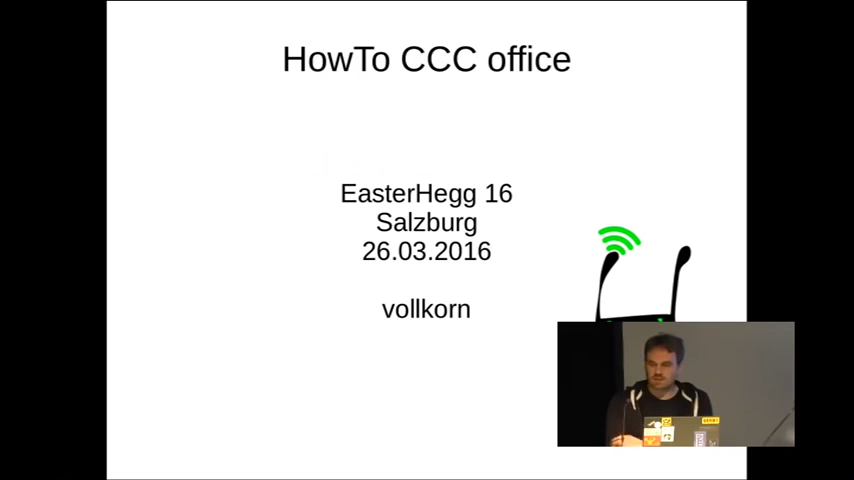 HowTo CCC office
EasterHegg 16
Salzburg
26.03.2016
vollkorn